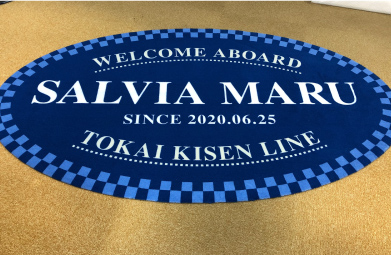 WELCOME ABOARD
SALVIA MARU
SINCE 2020.06.25
TOKAI KISEN LINE